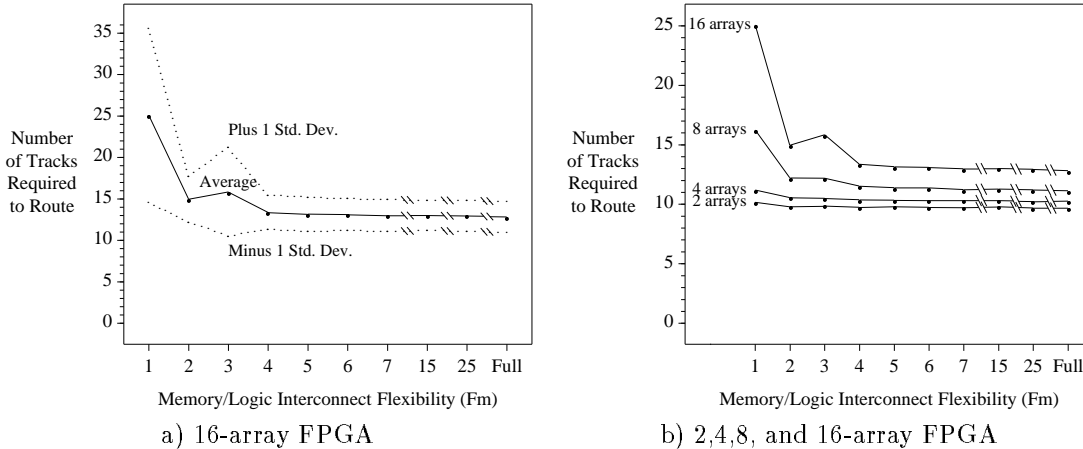 35
30
25
20
15
10
5
0
Number
of Tracks
Required
to Route
Plus 1 Std. Dev.
Average
Minus 1 Std. Dev.
1 2 3 4 5 6 7 15 25 Full
Memory/Logic Interconnect Flexibility (Fm)
a) 16-array FPGA
25
20
15
10
5
0
Number
of Tracks
Required
to Route
16 arrays
8 arrays
4 arrays
2 arrays
1 2 3 4 5 6 7 15 25 Full
Memory/Logic Interconnect Flexibility (Fm)
b) 2,4,8, and 16-array FPGA